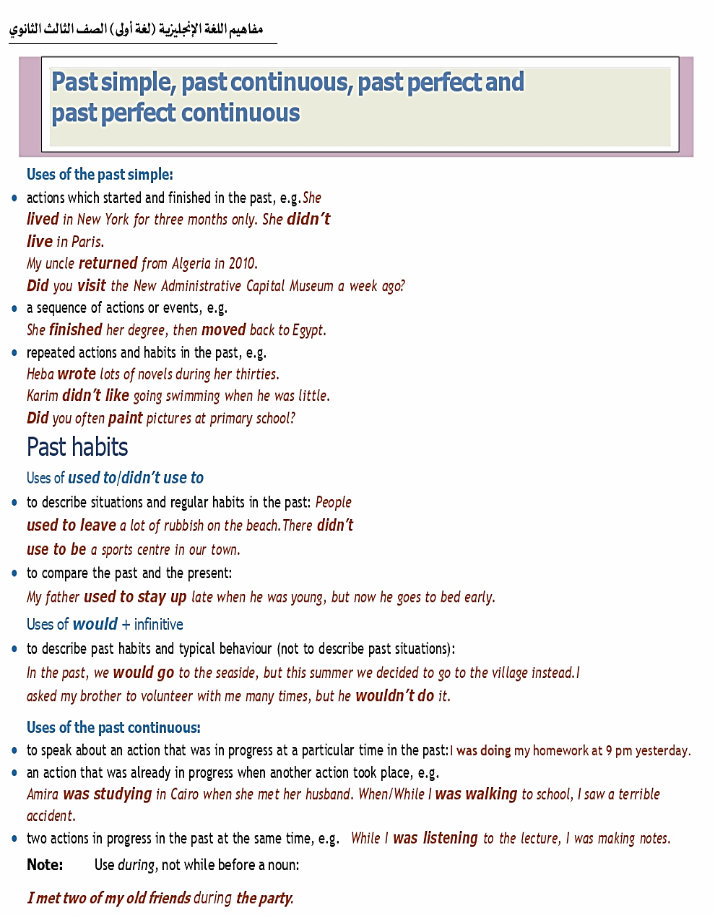 مفاهيم اللغة الإنجليزية (لغة أولى) الصف الثالث الثانوي
Past simple, past continuous, past perfect and
past perfect continuous
Uses of the past simple:
• actions which started and finished in the past, e.g. She
lived in New York for three months only. She didn't
live in Paris.
My uncle returned from Algeria in 2010.
Did you visit the New Administrative Capital Museum a week ago?
• a sequence of actions or events, e.g.
She finished her degree, then moved back to Egypt.
• repeated actions and habits in the past, e.g.
Heba wrote lots of novels during her thirties.
Karim didn't like going swimming when he was little.
Did you often paint pictures at primary school?
Past habits
Uses of used to/didn't use to
• to describe situations and regular habits in the past: People
used to leave a lot of rubbish on the beach. There didn't
use to be a sports centre in our town.
• to compare the past and the present:
My father used to stay up late when he was young, but now he goes to bed early.
Uses of would + infinitive
• to describe past habits and typical behaviour (not to describe past situations):
In the past, we would go to the seaside, but this summer we decided to go to the village instead. I
asked my brother to volunteer with me many times, but he wouldn't do it.
Uses of the past continuous:
• to speak about an action that was in progress at a particular time in the past: I was doing my homework at 9 pm yesterday.
• an action that was already in progress when another action took place, e.g.
Amira was studying in Cairo when she met her husband. When/While I was walking to school, I saw a terrible
accident.
• two actions in progress in the past at the same time, e.g. While I was listening to the lecture, I was making notes.
Note: Use during, not while before a noun:
I met two of my old friends during the party.